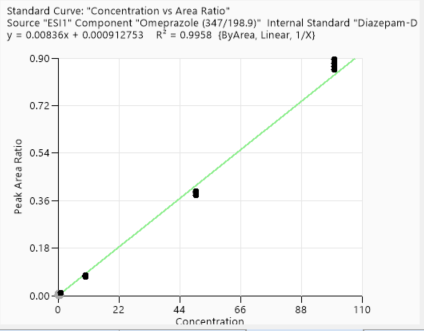 Standard Curve: "Concentration vs Area Ratio"
Source "ESI1" Component "Omeprazole (347/198.9)" Internal Standard "Diazepam-D
y = 0.00836x + 0.000912753 R² = 0.9958 {ByArea, Linear, 1/X}
Peak Area Ratio
0.90
0.72
0.54
0.36
0.18
0.00
0 22 44 66 88 110
Concentration